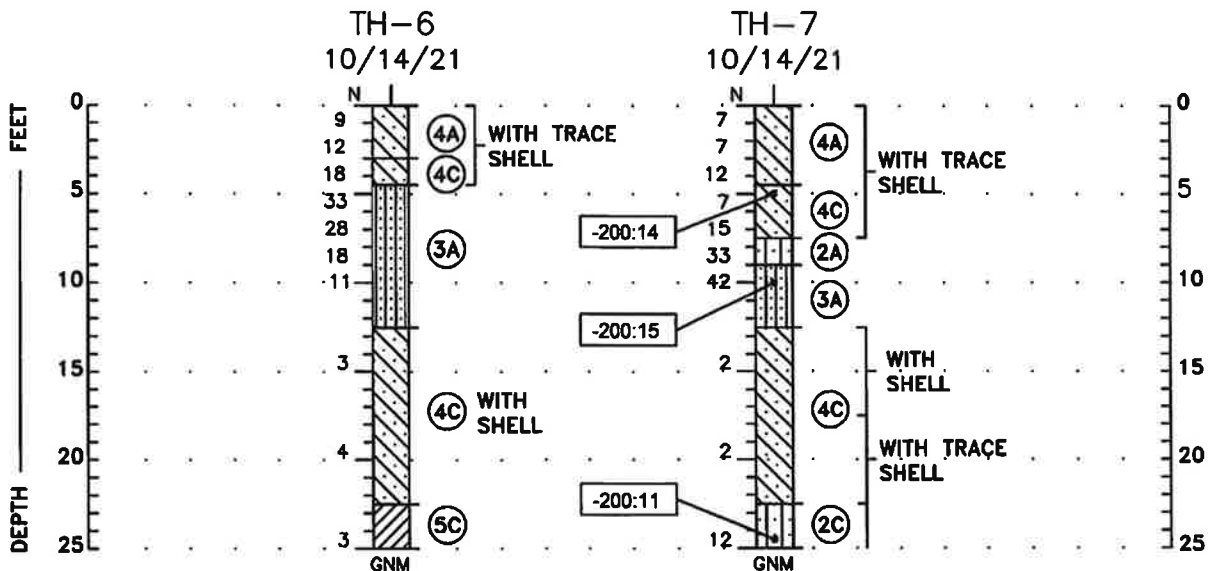 TH-6
10/14/21
TH-7
10/14/21
FEET
DEPTH
0
5
10
15
20
25
N
9
12
18
33
28
18
11
3
4
3
GNM
4A
4C
WITH TRACE
SHELL
3A
4C
WITH
SHELL
5C
-200:14
-200:15
-200:11
N
7
7
12
7
15
33
42
2
2
12
GNM
4A
4C
WITH TRACE
SHELL
2A
3A
4C
WITH
SHELL
WITH TRACE
SHELL
2C
0
5
10
15
20
25